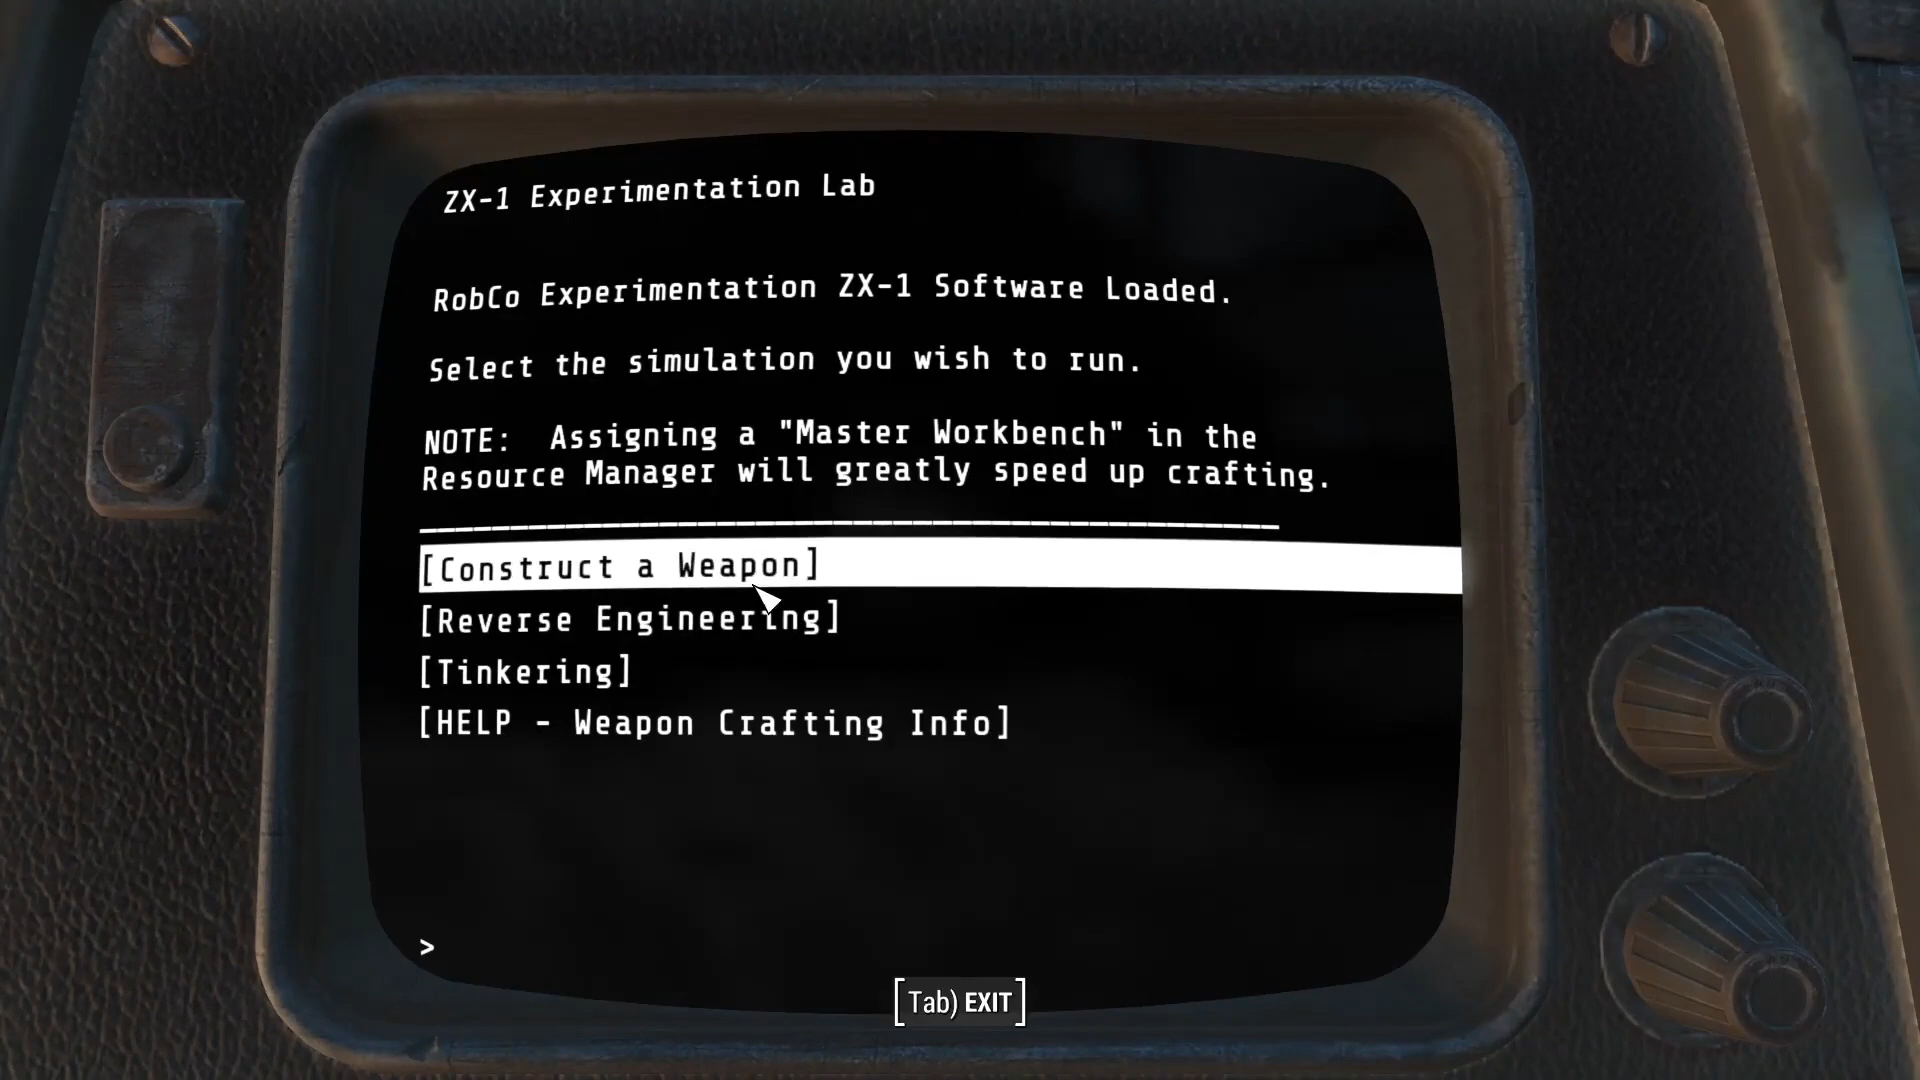 ZX-1 Experimentation Lab
RobCo Experimentation ZX-1 Software Loaded.
Select the simulation you wish to run.
NOTE:  Assigning a "Master Workbench" in the
Resource Manager will greatly speed up crafting.
[Construct a Weapon]
[Reverse Engineering]
[Tinkering]
[HELP - Weapon Crafting Info]
>
[Tab) EXIT]